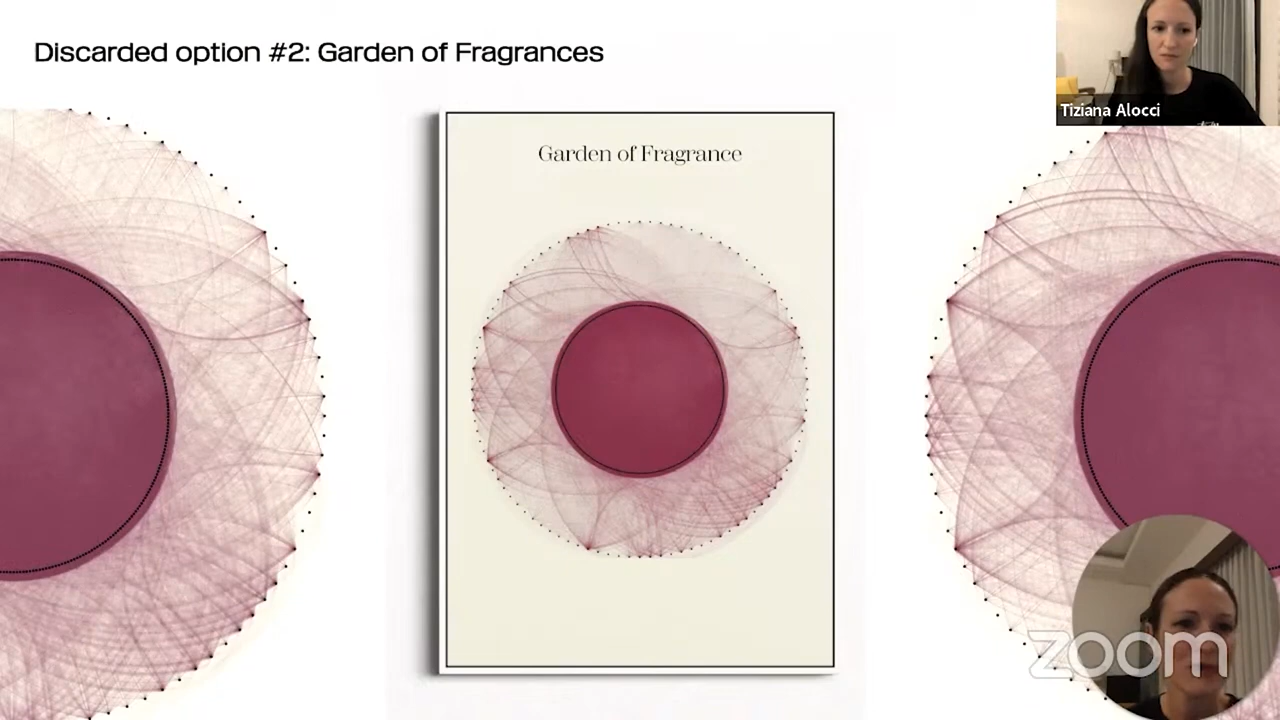 Discarded option #2: Garden of Fragrances
Tiziana Alocci
Garden of Fragrance
zoom